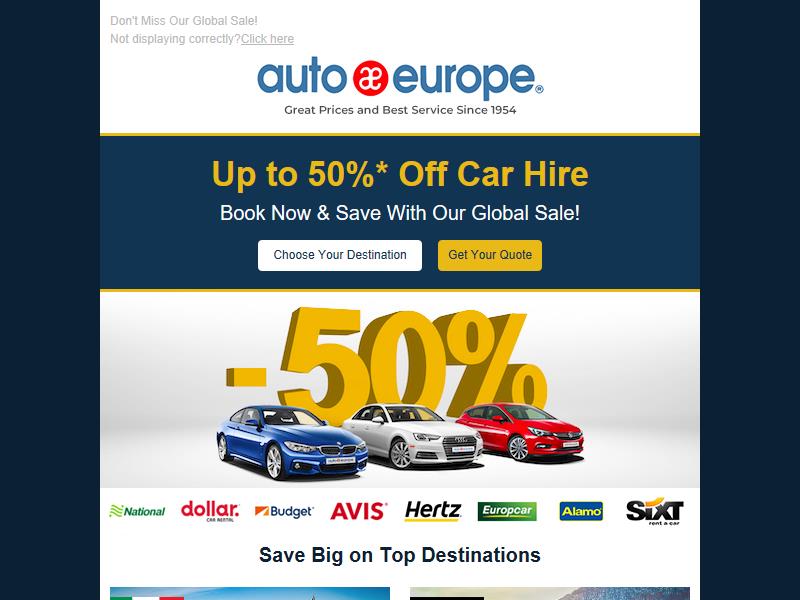 Don't Miss Our Global Sale!
Not displaying correctly?Click here
auto æ europe®
Great Prices and Best Service Since 1954
Up to 50%* Off Car Hire
Book Now & Save With Our Global Sale!
Choose Your Destination
Get Your Quote
-50%
National
dollar.
CAR RENTAL
Budget
AVIS
Hertz
Europcar
Alamo
SIXT
rent a car
Save Big on Top Destinations